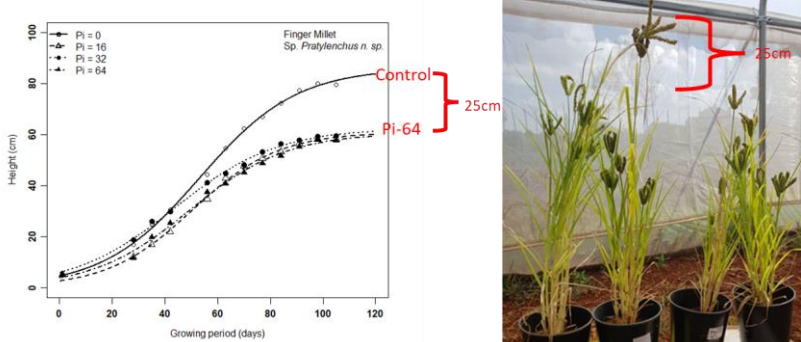 Pi = 0
Pi = 16
Pi = 32
Pi = 64
Finger Millet
Sp. Pratylenchus n. sp.
Control
25cm
Pi-64
Height (cm)
100
80
60
40
20
0
0
20
40
60
80
100
120
Growing period (days)
25cm